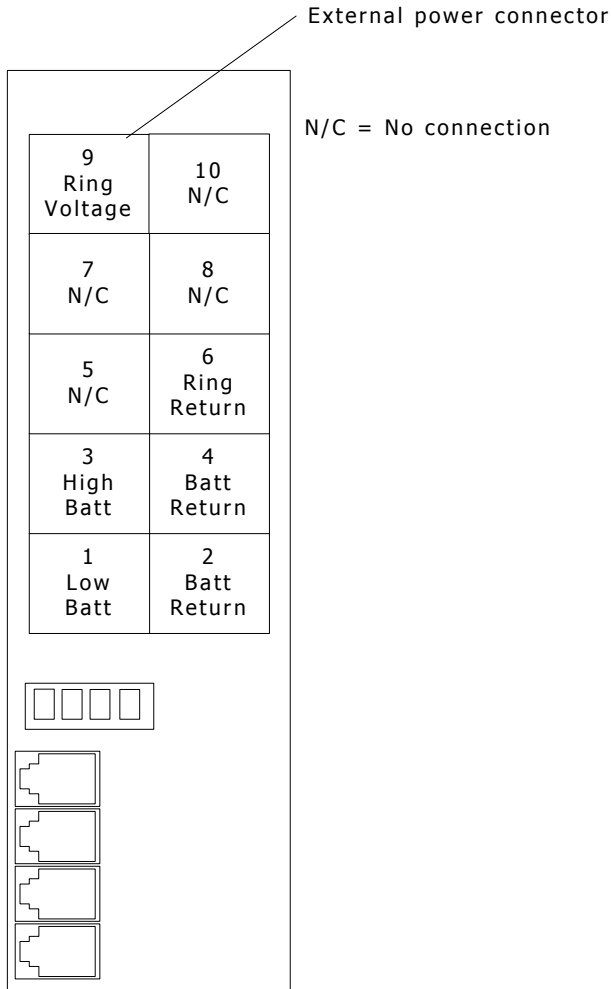 External power connector
N/C = No connection
9
Ring
Voltage
10
N/C
7
N/C
8
N/C
5
N/C
6
Ring
Return
3
High
Batt
4
Batt
Return
1
Low
Batt
2
Batt
Return